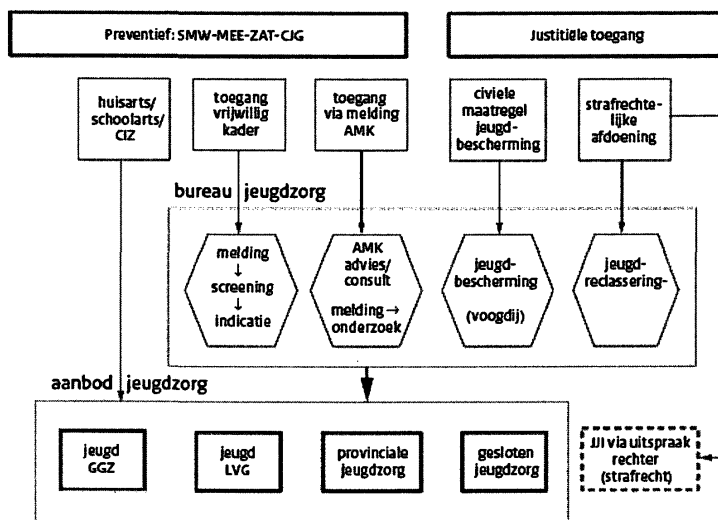 Preventief: SMW-MEE-ZAT-CJG
Justitiële toegang
huisarts/
schoolarts/
CIZ
toegang
vrijwillig
kader
toegang
via melding
AMK
civiele
maatregel
jeugd-
bescherming
strafrechte-
lijke
afdoening
bureau jeugdzorg
melding
↓
screening
↓
indicatie
AMK
advies/
consult
melding →
onderzoek
jeugd-
bescherming
(voogdij)
jeugd-
reclassering-
aanbod jeugdzorg
jeugd
GGZ
jeugd
LVG
provinciale
jeugdzorg
gesloten
jeugdzorg
JJI via uitspraak
rechter
(strafrecht)